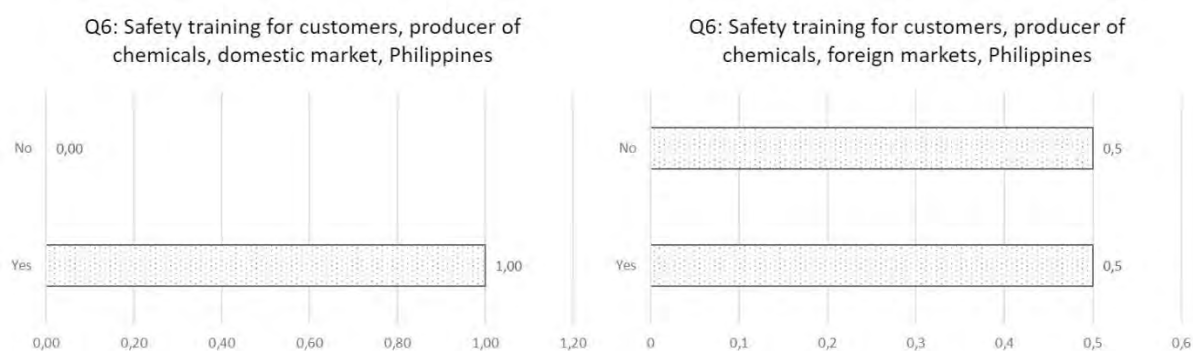 Q6: Safety training for customers, producer of
chemicals, domestic market, Philippines
No
0,00
Yes
1,00
0,00
0,20
0,40
0,60
0,80
1,00
1,20
Q6: Safety training for customers, producer of
chemicals, foreign markets, Philippines
No
0,5
Yes
0,5
0
0,1
0,2
0,3
0,4
0,5
0,6